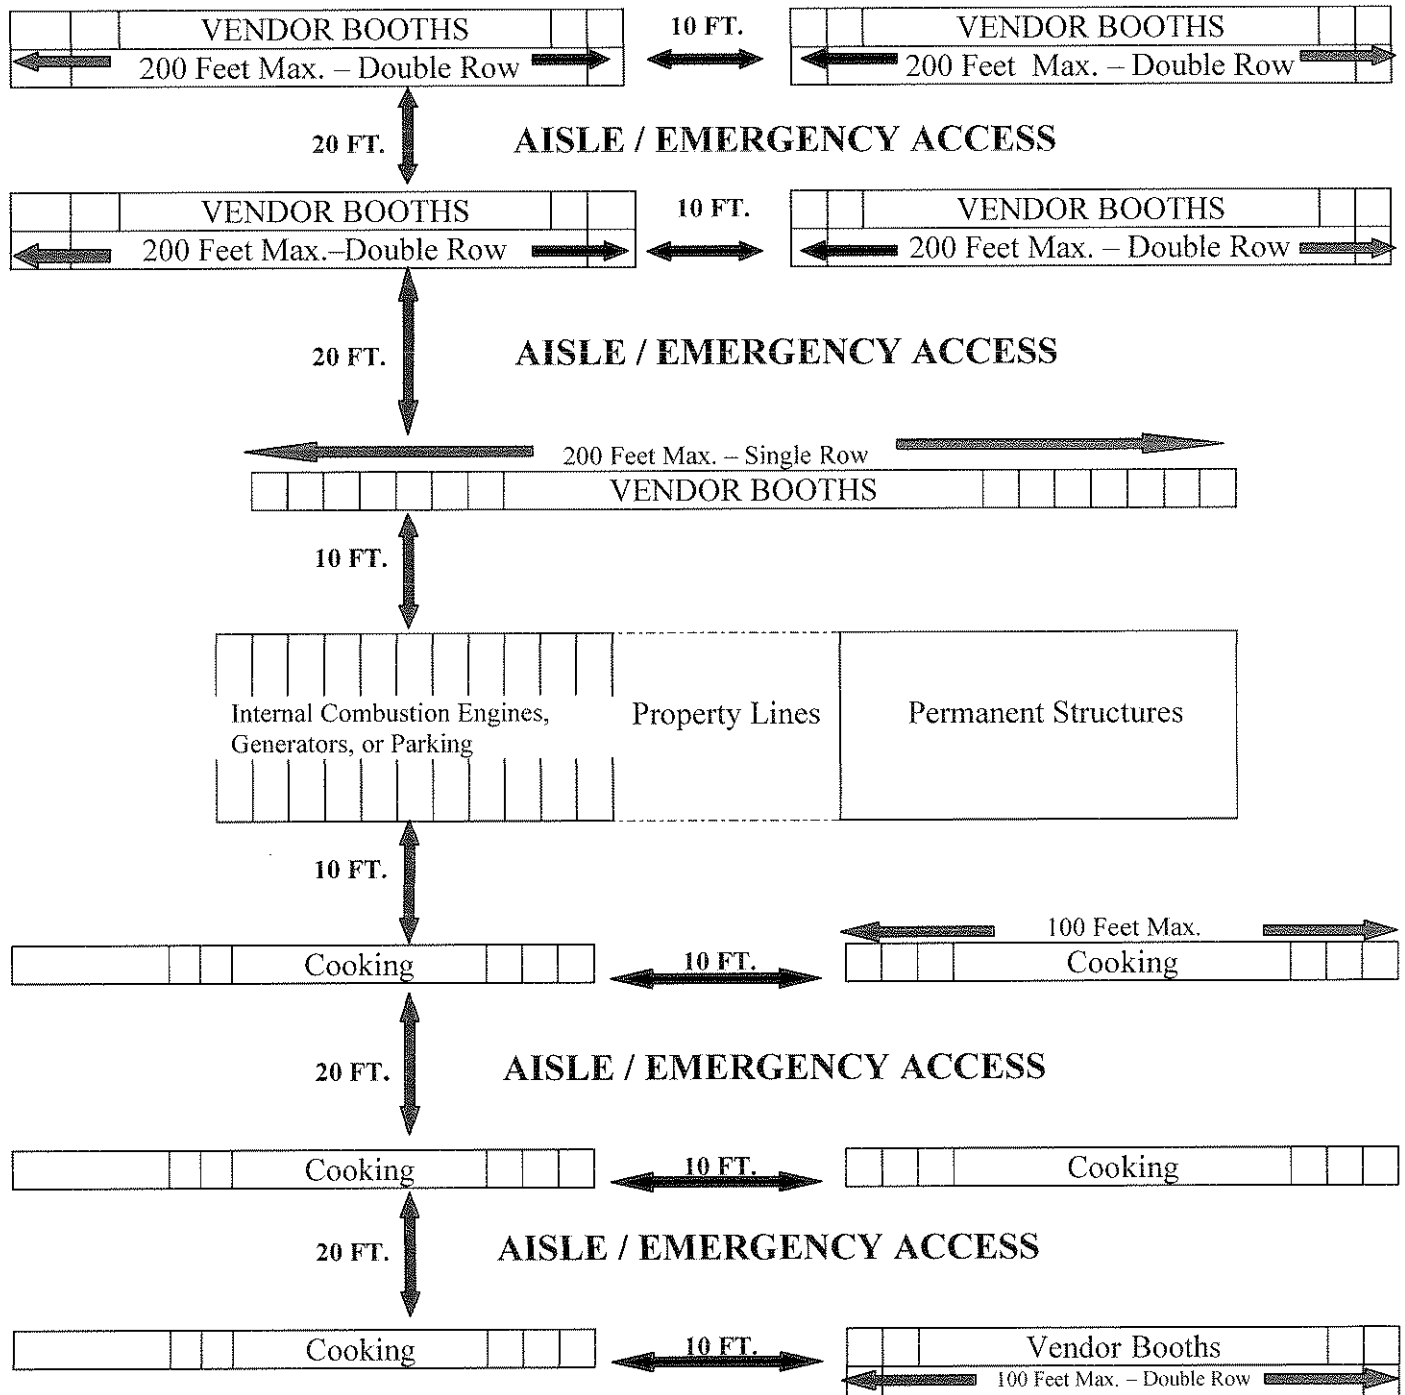 VENDOR BOOTHS
200 Feet Max. – Double Row
10 FT.
VENDOR BOOTHS
200 Feet Max. – Double Row
20 FT.
AISLE / EMERGENCY ACCESS
VENDOR BOOTHS
200 Feet Max.–Double Row
10 FT.
VENDOR BOOTHS
200 Feet Max. – Double Row
20 FT.
AISLE / EMERGENCY ACCESS
200 Feet Max. – Single Row
VENDOR BOOTHS
10 FT.
Internal Combustion Engines,
Generators, or Parking
Property Lines
Permanent Structures
10 FT.
Cooking
10 FT.
100 Feet Max.
Cooking
20 FT.
AISLE / EMERGENCY ACCESS
Cooking
10 FT.
Cooking
20 FT.
AISLE / EMERGENCY ACCESS
Cooking
10 FT.
Vendor Booths
100 Feet Max. – Double Row